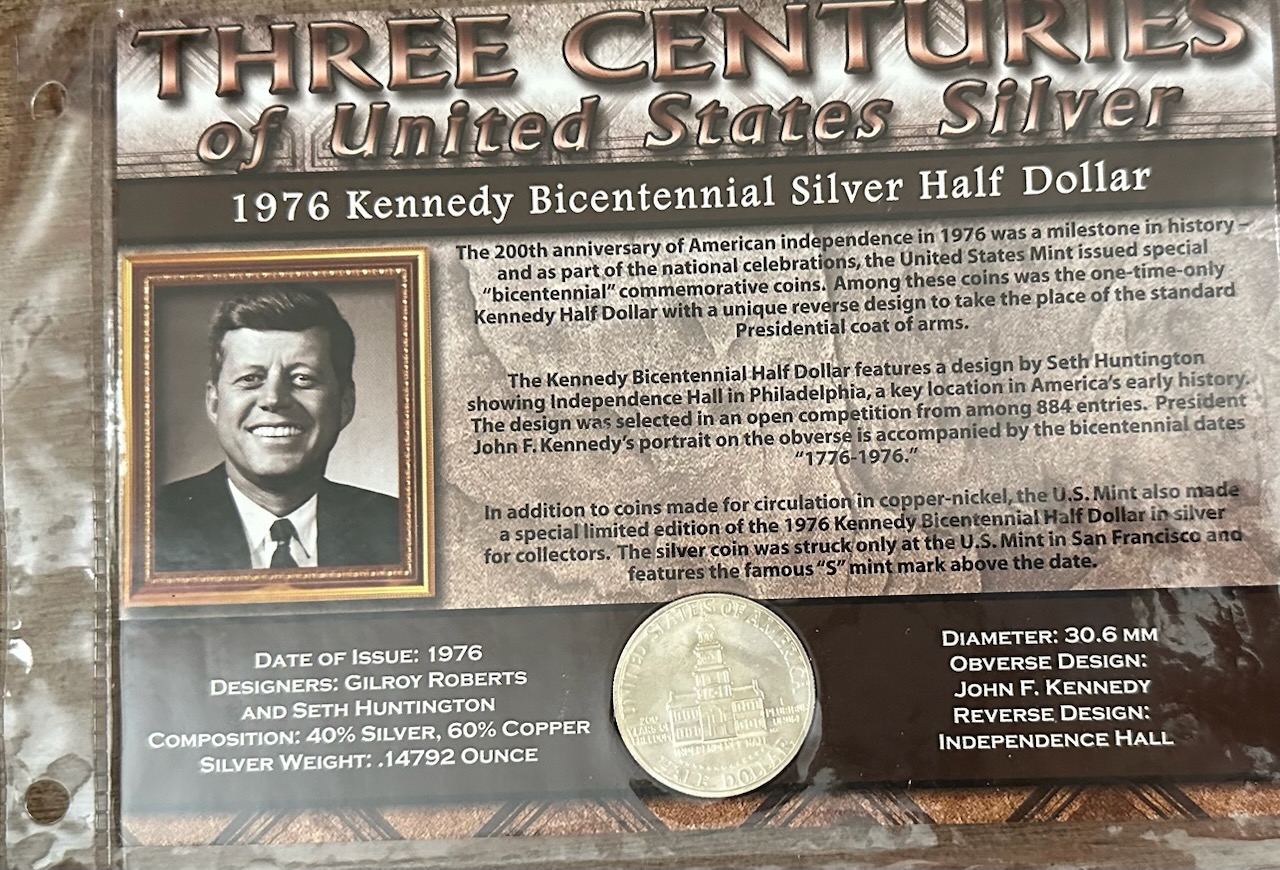 THREE CENTURIES
of United States Silver
1976 Kennedy Bicentennial Silver Half Dollar
The 200th anniversary of American independence in 1976 was a milestone in history –
and as part of the national celebrations, the United States Mint issued special
“bicentennial” commemorative coins. Among these coins was the one-time-only
Kennedy Half Dollar with a unique reverse design to take the place of the standard
Presidential coat of arms.
The Kennedy Bicentennial Half Dollar features a design by Seth Huntington
showing Independence Hall in Philadelphia, a key location in America’s early history.
The design was selected in an open competition from among 884 entries. President
John F. Kennedy’s portrait on the obverse is accompanied by the bicentennial dates
“1776-1976.”
In addition to coins made for circulation in copper-nickel, the U.S. Mint also made
a special limited edition of the 1976 Kennedy Bicentennial Half Dollar in silver
for collectors. The silver coin was struck only at the U.S. Mint in San Francisco and
features the famous “S” mint mark above the date.
DATE OF ISSUE: 1976
DESIGNERS: GILROY ROBERTS
AND SETH HUNTINGTON
COMPOSITION: 40% SILVER, 60% COPPER
SILVER WEIGHT: .14792 OUNCE
UNITED STATES OF AMERICA
200
YEARS OF
FREEDOM
E PLURIBUS
UNUM
INDEPENDENCE HALL
HALF DOLLAR
DIAMETER: 30.6 MM
OBVERSE DESIGN:
JOHN F. KENNEDY
REVERSE DESIGN:
INDEPENDENCE HALL